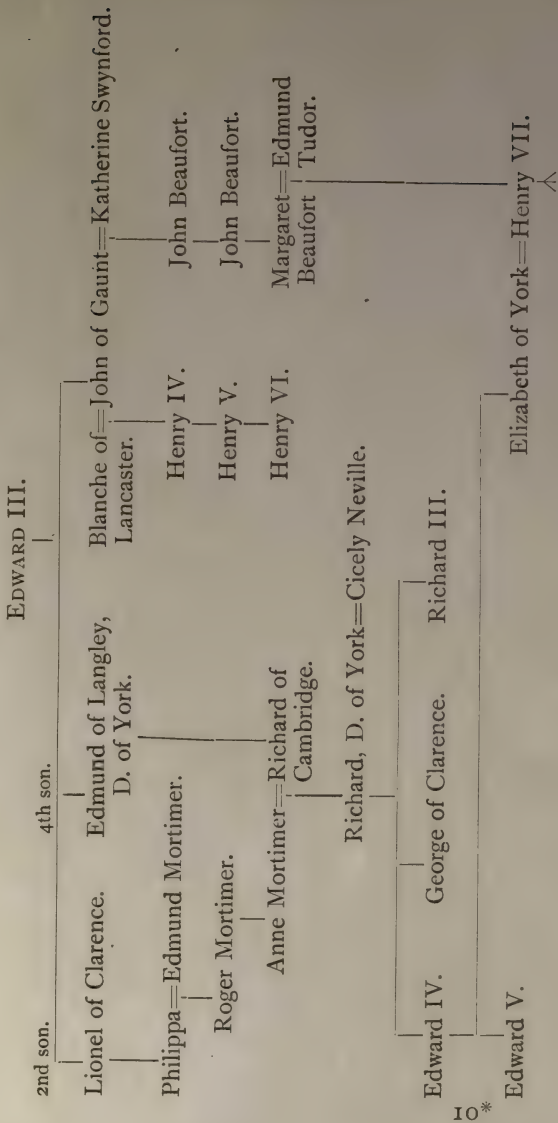 EDWARD III.
2nd son. 4th son.
Lionel of Clarence. Edmund of Langley, Blanche of=John of Gaunt=Katherine Swynford.
D. of York. Lancaster.
Philippa=Edmund Mortimer. Henry IV. John Beaufort.
Roger Mortimer. Henry V. John Beaufort.
Anne Mortimer=Richard of Henry VI. Margaret=Edmund
Cambridge. Beaufort Tudor.
Richard, D. of York=Cicely Neville.
Edward IV. George of Clarence. Richard III.
Edward V. Elizabeth of York=Henry VII.
10*